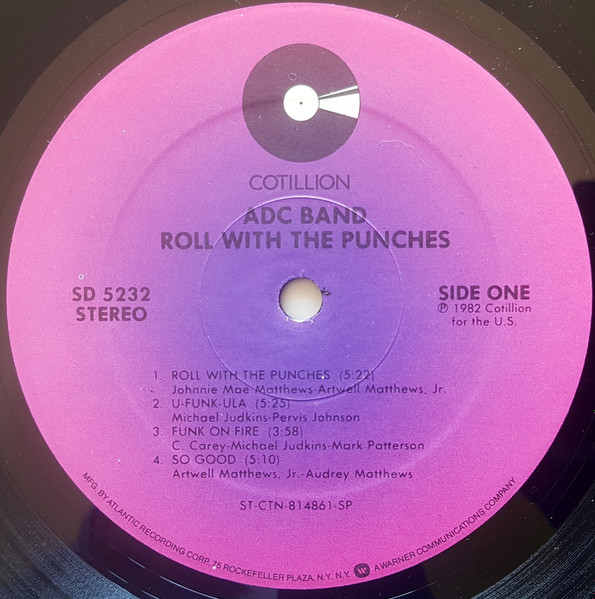 COTILLION
ADC BAND
ROLL WITH THE PUNCHES
SD 5232
STEREO
SIDE ONE
℗ 1982 Cotillion
for the U.S.
1. ROLL WITH THE PUNCHES (5:22)
Johnnie Mae Matthews-Artwell Matthews, Jr.
2. U-FUNK-ULA (5:25)
Michael Judkins-Pervis Johnson
3. FUNK ON FIRE (3:58)
C. Carey-Michael Judkins-Mark Patterson
4. SO GOOD (5:10)
Artwell Matthews, Jr.-Audrey Matthews
ST-CTN-814861-SP
MFG. BY ATLANTIC RECORDING CORP. 75 ROCKEFELLER PLAZA, N.Y. N.Y. W A WARNER COMMUNICATIONS COMPANY